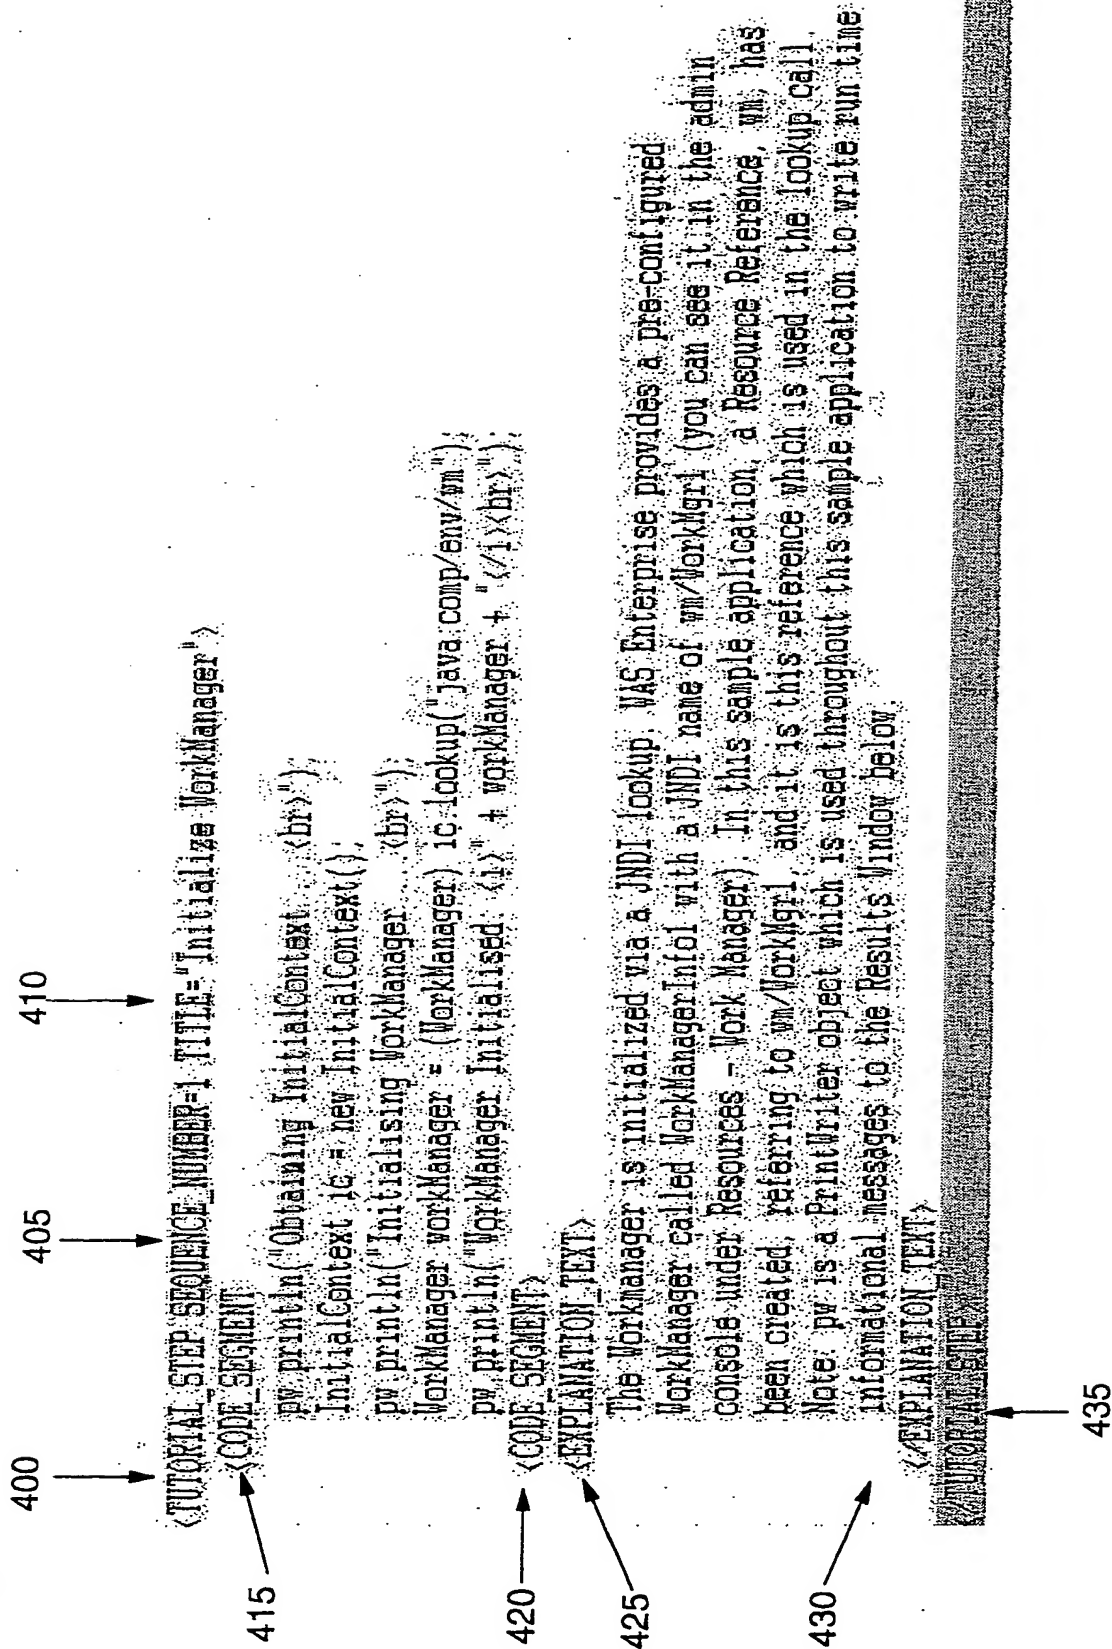 400
405
410
<TUTORIAL_STEP SEQUENCE_NUMBER=1 TITLE="Initialize WorkManager">
415
<CODE_SEGMENT>
pw.println("Obtaining InitialContext...<br>");
InitialContext ic = new InitialContext();
pw.println("Initialising WorkManager...<br>");
WorkManager workManager = (WorkManager) ic.lookup("java:comp/env/wm");
pw.println("WorkManager Initialised: <i>" + workManager + "</i><br>");
420
<CODE_SEGMENT>
425
<EXPLANATION_TEXT>
The Workmanager is initialized via a JNDI lookup. WAS Enterprise provides a pre-configured
WorkManager called WorkManagerInfo1 with a JNDI name of wm/WorkMgr1 (you can see it in the admin
console under Resources - Work Manager). In this sample application, a Resource Reference, wm, has
been created, referring to wm/WorkMgr1, and it is this reference which is used in the lookup call.
Note: pw is a PrintWriter object which is used throughout this sample application to write run time
informational messages to the Results Window below.
430
</EXPLANATION_TEXT>
</TUTORIAL_STEP>
435